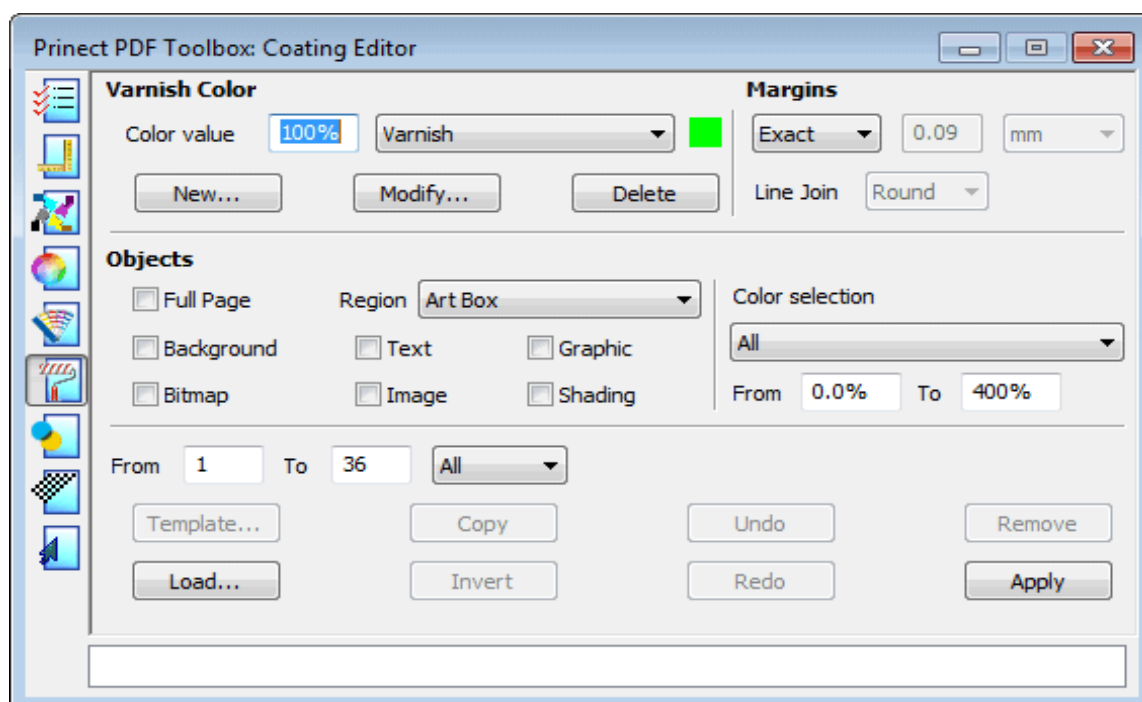 Prinect PDF Toolbox: Coating Editor
Varnish Color Margins
Color value 100% Varnish Exact 0.09 mm
New... Modify... Delete Line Join Round
Objects
Full Page Region Art Box Color selection
Background Text Graphic All
Bitmap Image Shading From 0.0% To 400%
From 1 To 36 All
Template... Copy Undo Remove
Load... Invert Redo Apply